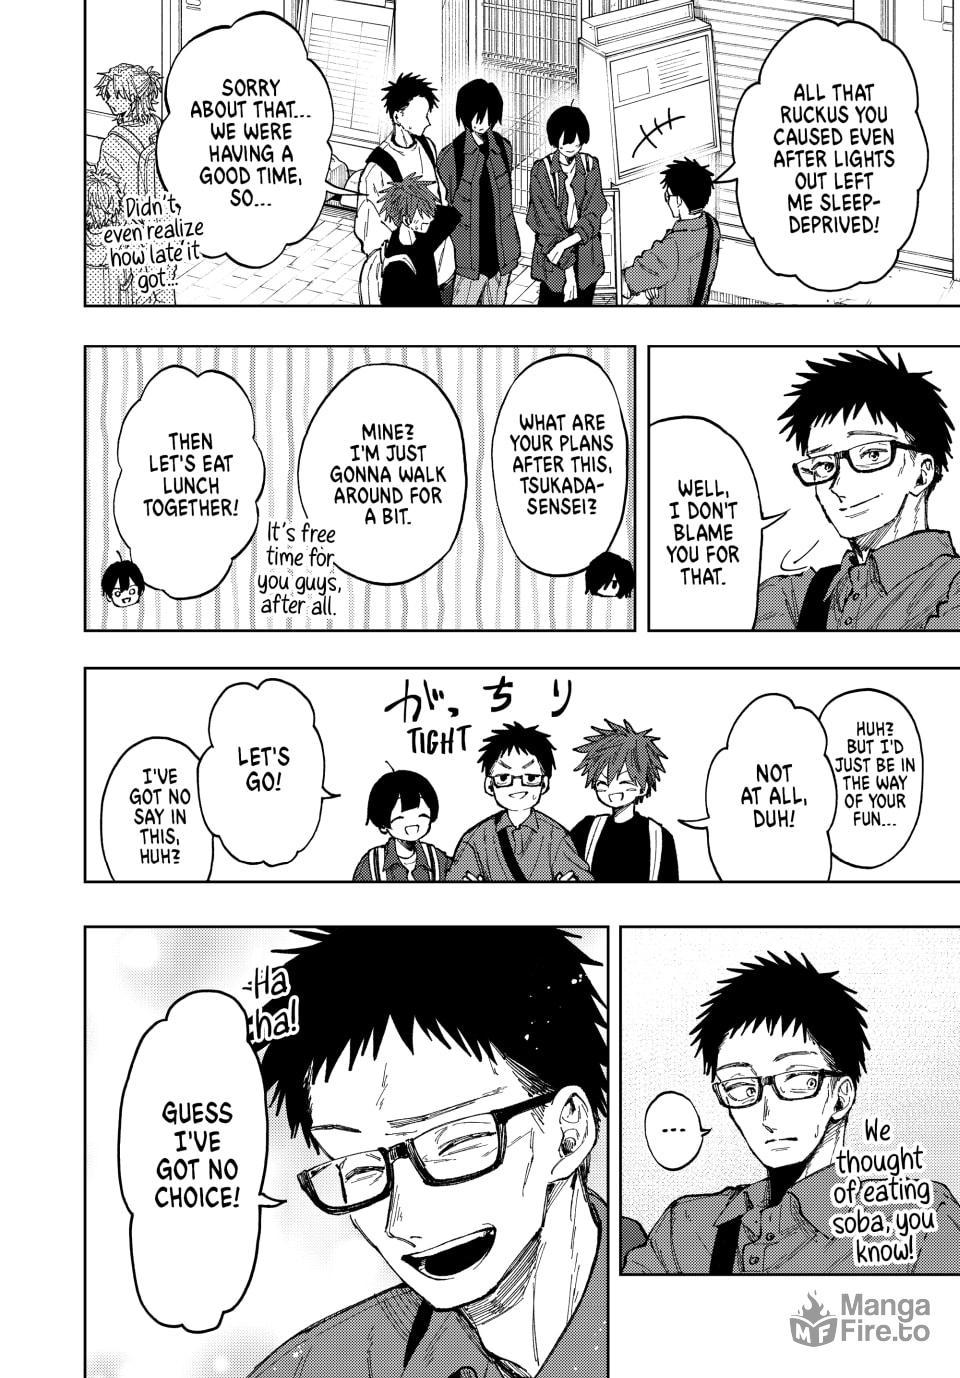 ALL THAT
RUCKUS YOU
CAUSED EVEN
AFTER LIGHTS
OUT LEFT
ME SLEEP-
DEPRIVED!
SORRY
ABOUT THAT...
WE WERE
HAVING A
GOOD TIME,
SO...
Didn't
even realize
how late it
got...
WELL,
I DON'T
BLAME
YOU FOR
THAT.
WHAT ARE
YOUR PLANS
AFTER THIS,
TSUKADA-
SENSEI?
MINE?
I'M JUST
GONNA WALK
AROUND FOR
A BIT.
It's free
time for
you guys,
after all.
THEN
LET'S EAT
LUNCH
TOGETHER!
HUH?
BUT I'D
JUST BE IN
THE WAY
OF YOUR
FUN...
NOT
AT ALL,
DUH!
がっちり
TIGHT
LET'S
GO!
I'VE
GOT NO
SAY IN
THIS,
HUH?
We
thought
of eating
soba, you
know!
---
Ha
ha!
GUESS
I'VE
GOT NO
CHOICE!
Manga
Fire.to
MF